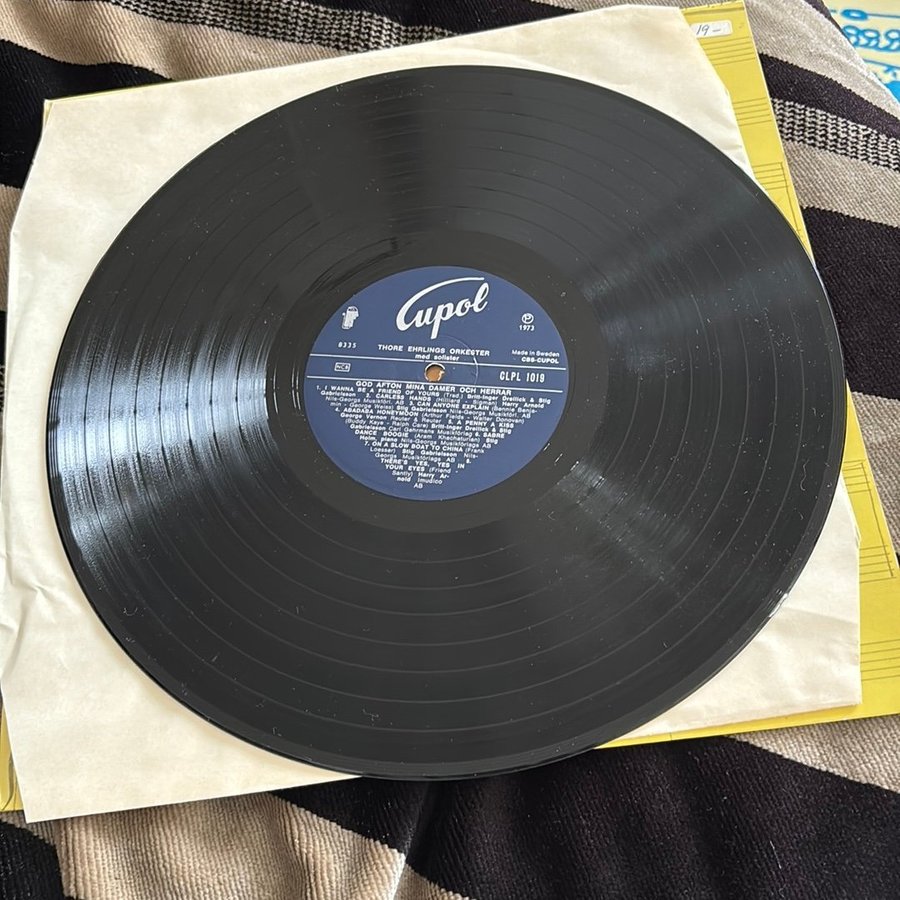 19-
Cupol
℗
1973
8335
THORE EHRLINGS ORKESTER
med solister
Made in Sweden
CBS-CUPOL
NCB
CLPL 1019
GOD AFTON MINA DAMER OCH HERRAR
1. I WANNA BE A FRIEND OF YOURS (Trad.) Britt-Inger Dreilick & Stig
Gabrielsson 2. CARLESS HANDS (Hilliard - Sigman) Harry Arnold
Nils-Georgs Musikförl. AB 3. CAN ANYONE EXPLAIN (Bennie Benja-
min - George Weiss) Stig Gabrielsson Nils-Georgs Musikförl. AB
4. ABADABA HONEYMOON (Arthur Fields - Walter Donovan)
George Vernon Reuter & Reuter 5. A PENNY A KISS
(Buddy Kaye - Ralph Care) Britt-Inger Dreilick & Stig
Gabrielsson Carl Gehrmans Musikförlag 6. SABRE
DANCE BOOGIE (Aram Khachaturian) Stig
Holm, piano Nils-Georgs Musikförlags AB
7. ON A SLOW BOAT TO CHINA (Frank
Loesser) Stig Gabrielsson Nils-
Georgs Musikförlags AB 8.
THERE'S YES, YES IN
YOUR EYES (Friend -
Santly) Harry Ar-
nold Imudico
AB